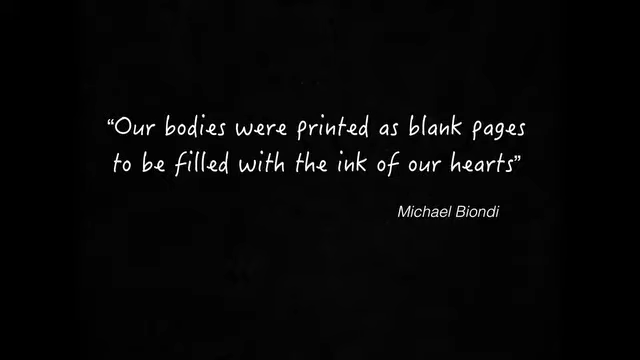 “Our bodies were printed as blank pages
to be filled with the ink of our hearts”
Michael Biondi